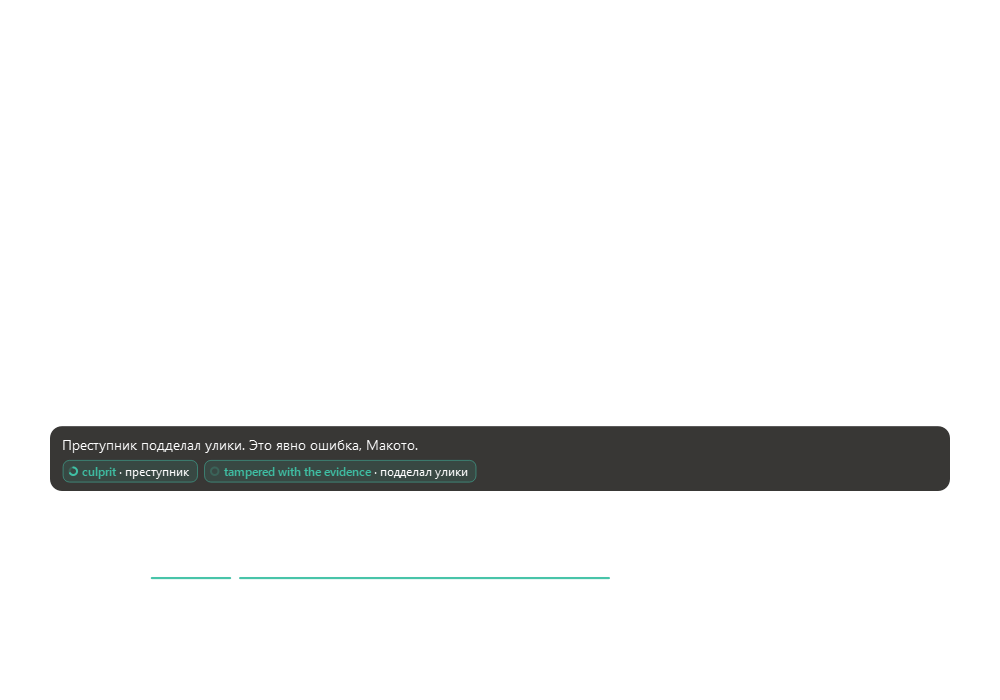 Преступник подделал улики. Это явно ошибка, Макото.
culprit · преступник tampered with the evidence · подделал улики